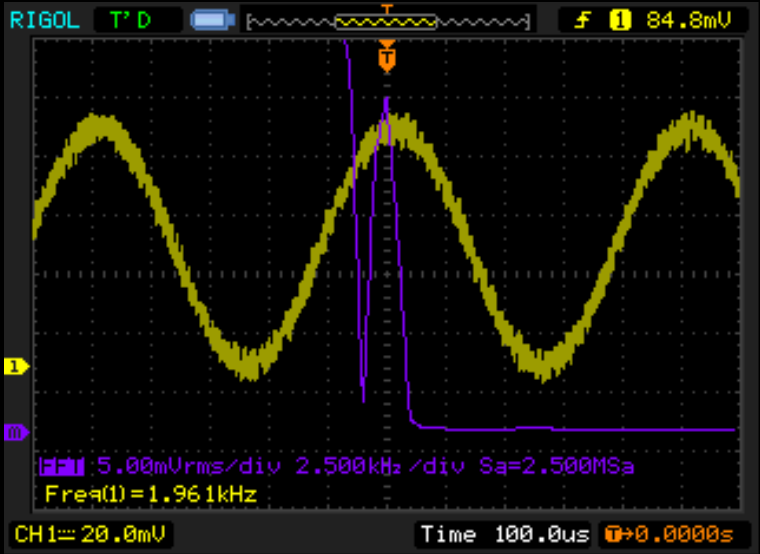 RIGOL T'D T f 1 84.8mV
T
1
m
FFT 5.00mVrms/div 2.500kHz/div Sa=2.500MSa
Freq(1)=1.961kHz
CH1 20.0mV Time 100.0us T→0.0000s